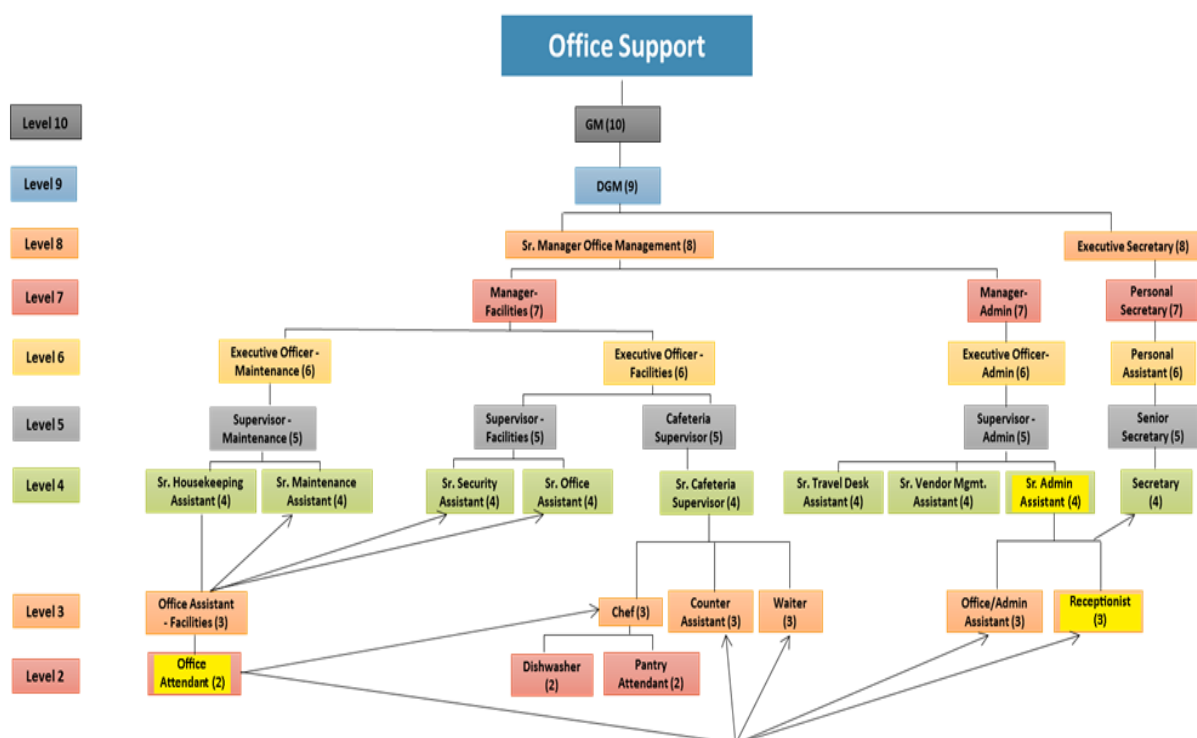 Office Support
Level 10
GM (10)
Level 9
DGM (9)
Level 8
Sr. Manager Office Management (8)
Executive Secretary (8)
Level 7
Manager-
Facilities (7)
Manager-
Admin (7)
Personal
Secretary (7)
Level 6
Executive Officer -
Maintenance (6)
Executive Officer -
Facilities (6)
Executive Officer-
Admin (6)
Personal
Assistant (6)
Level 5
Supervisor -
Maintenance (5)
Supervisor -
Facilities (5)
Cafeteria
Supervisor (5)
Supervisor -
Admin (5)
Senior
Secretary (5)
Level 4
Sr. Housekeeping
Assistant (4)
Sr. Maintenance
Assistant (4)
Sr. Security
Assistant (4)
Sr. Office
Assistant (4)
Sr. Cafeteria
Supervisor (4)
Sr. Travel Desk
Assistant (4)
Sr. Vendor Mgmt.
Assistant (4)
Sr. Admin
Assistant (4)
Secretary
(4)
Level 3
Office Assistant
- Facilities (3)
Chef (3)
Counter
Assistant (3)
Waiter
(3)
Office/Admin
Assistant (3)
Receptionist
(3)
Level 2
Office
Attendant (2)
Dishwasher
(2)
Pantry
Attendant (2)